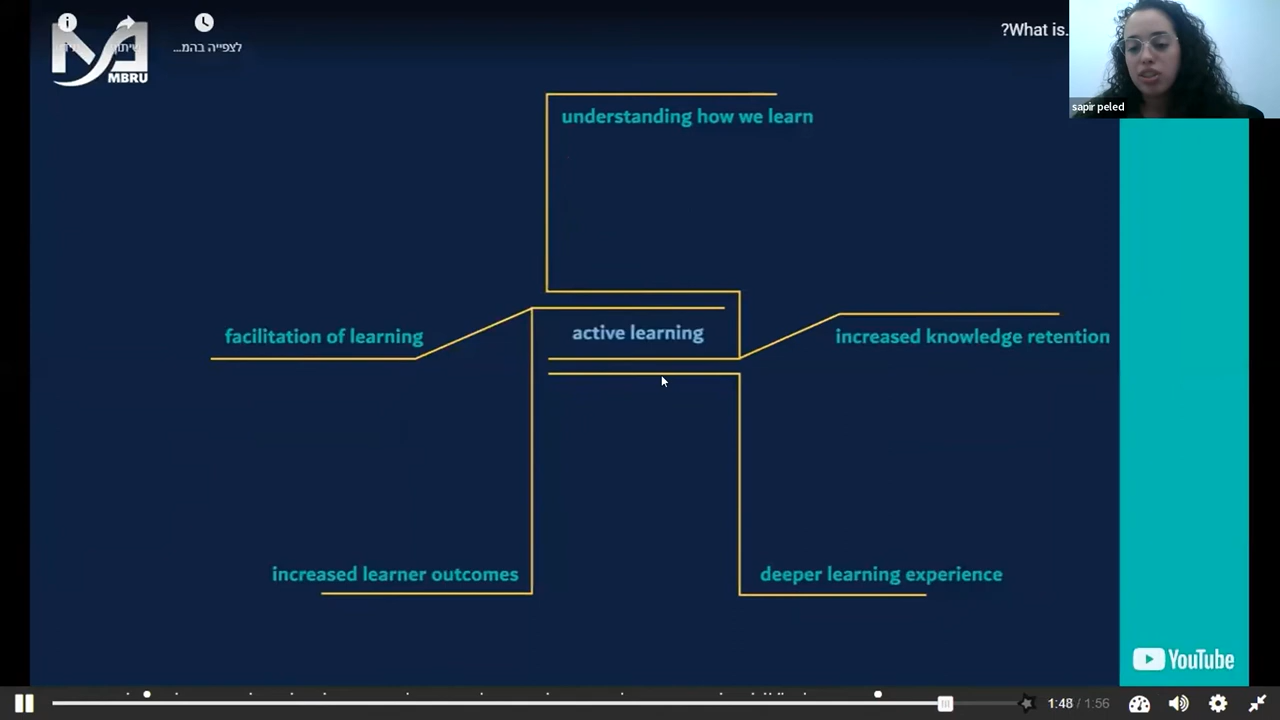 לצפייה בהמ...
?What is.
sapir peled
MBRU
understanding how we learn
facilitation of learning
active learning
increased knowledge retention
increased learner outcomes
deeper learning experience
YouTube
1:48 / 1:56